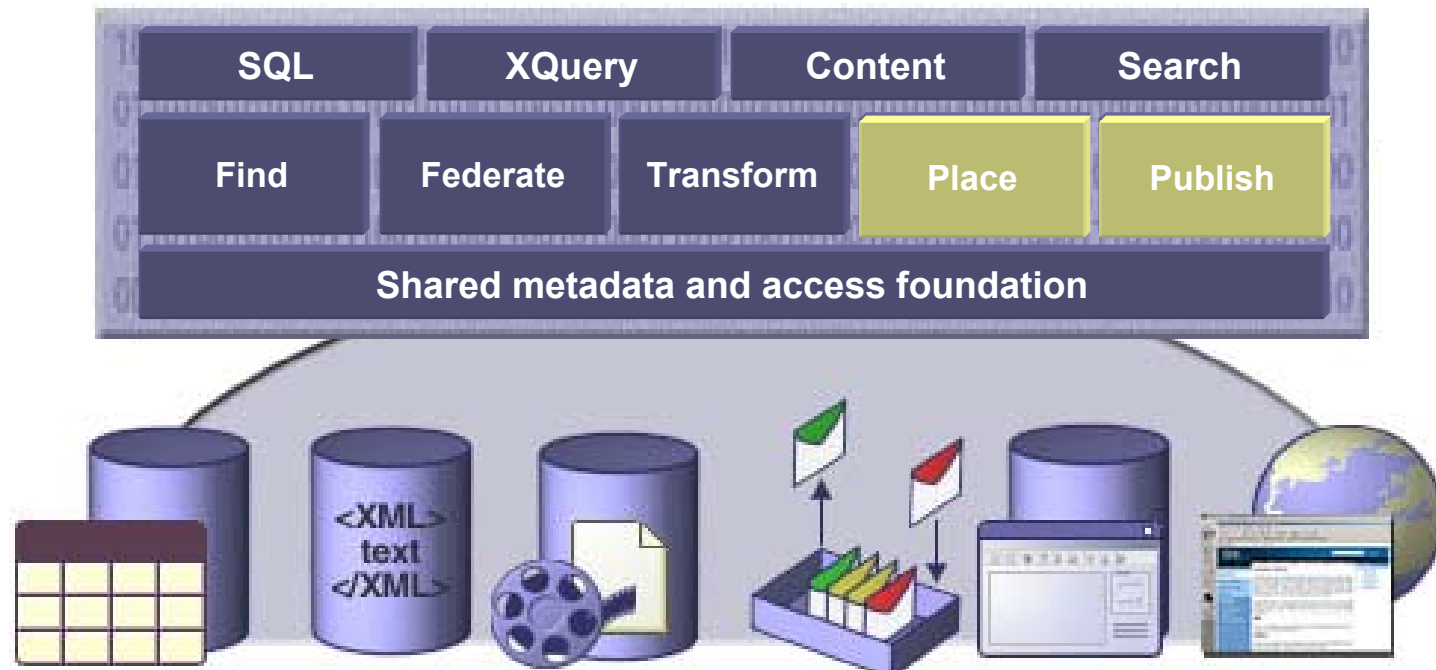 SQL XQuery Content Search
Find Federate Transform Place Publish
Shared metadata and access foundation
<XML>
text
</XML>